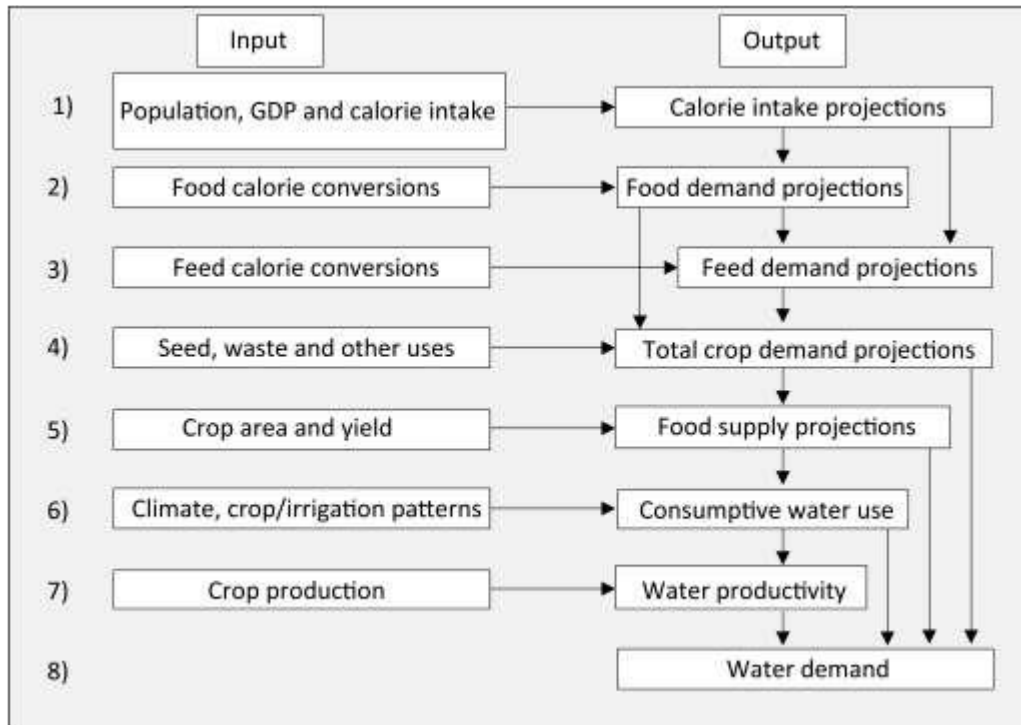 Input
Output
1)
Population, GDP and calorie intake
Calorie intake projections
2)
Food calorie conversions
Food demand projections
3)
Feed calorie conversions
Feed demand projections
4)
Seed, waste and other uses
Total crop demand projections
5)
Crop area and yield
Food supply projections
6)
Climate, crop/irrigation patterns
Consumptive water use
7)
Crop production
Water productivity
8)
Water demand